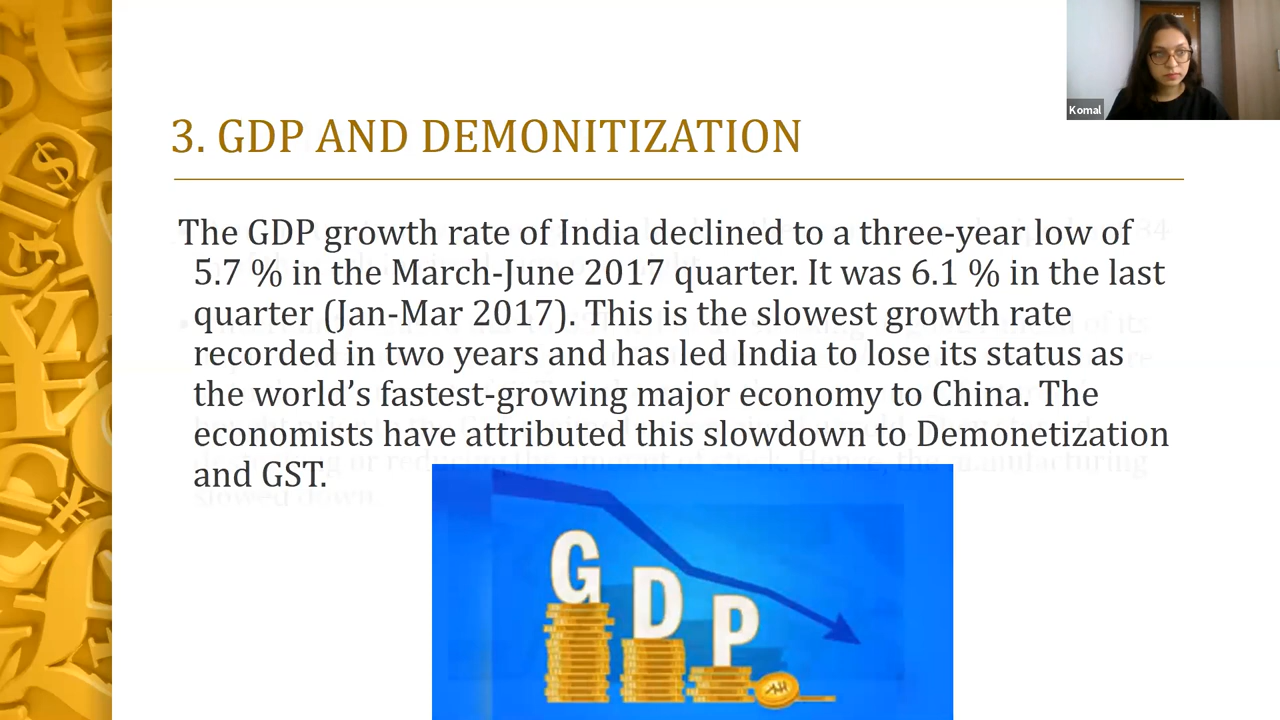 Komal
3. GDP AND DEMONITIZATION
The GDP growth rate of India declined to a three-year low of
5.7 % in the March-June 2017 quarter. It was 6.1 % in the last
quarter (Jan-Mar 2017). This is the slowest growth rate
recorded in two years and has led India to lose its status as
the world’s fastest-growing major economy to China. The
economists have attributed this slowdown to Demonetization
and GST.
GDP